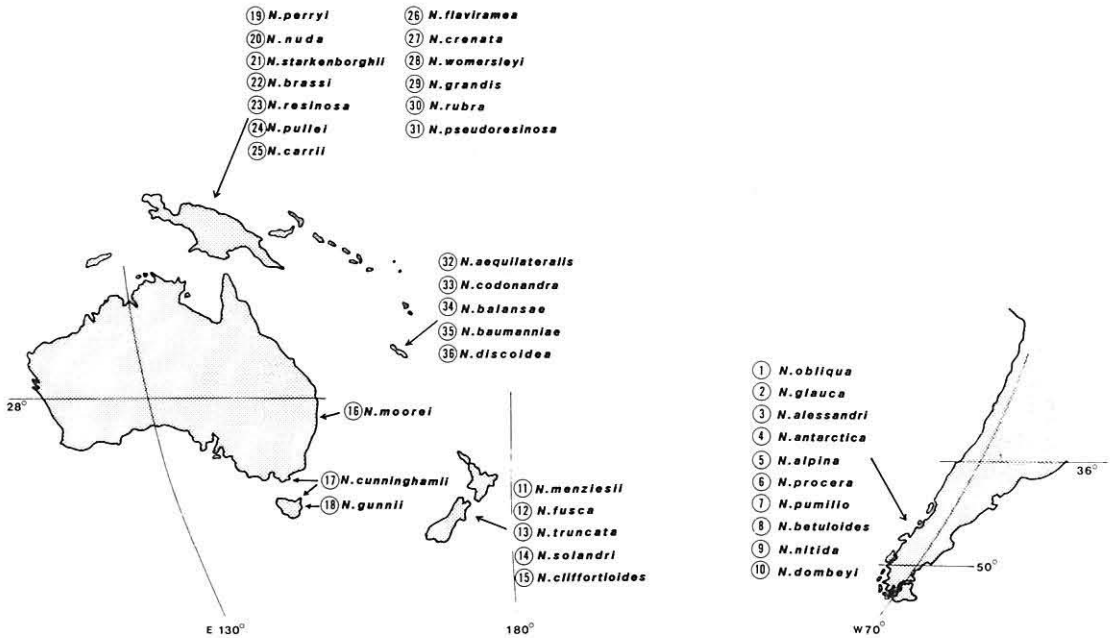 ⑲ N.perryi
⑳ N.nuda
㉑ N.starkenborghii
㉒ N.brassi
㉓ N.resinosa
㉔ N.pullei
㉕ N.carrii
㉖ N.flaviramea
㉗ N.crenata
㉘ N.womersleyi
㉙ N.grandis
㉚ N.rubra
㉛ N.pseudoresinosa
㉜ N.aequilateralis
㉝ N.codonandra
㉞ N.balansae
㉟ N.baumanniae
㊱ N.discoidea
28°
⑯ N.moorei
⑰ N.cunninghamii
⑱ N.gunnii
⑪ N.menziesii
⑫ N.fusca
⑬ N.truncata
⑭ N.solandri
⑮ N.cliffortioides
① N.obliqua
② N.glauca
③ N.alessandri
④ N.antarctica
⑤ N.alpina
⑥ N.procera
⑦ N.pumilio
⑧ N.betuloides
⑨ N.nitida
⑩ N.dombeyi
36°
50°
E 130°
180°
W70°